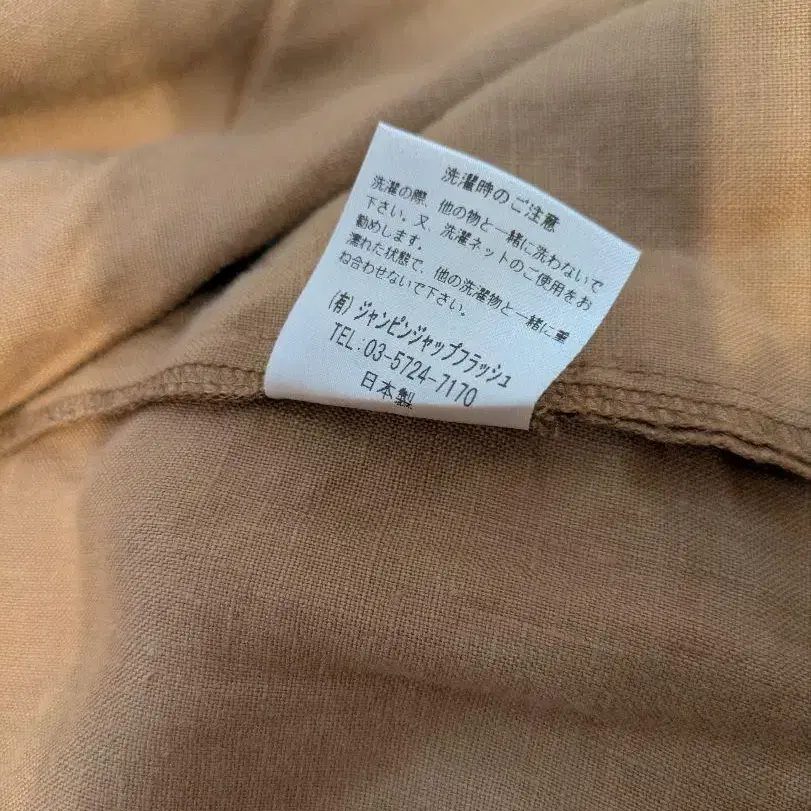 洗濯時のご注意
洗濯の際、他の物と一緒に洗わないで
下さい。又、洗濯ネットのご使用をお
勧めします。
濡れた状態で、他の洗濯物と一緒に重
ね合わせないで下さい。
(有)ジャンピンジャップフラッシュ
TEL:03-5724-7170
日本製